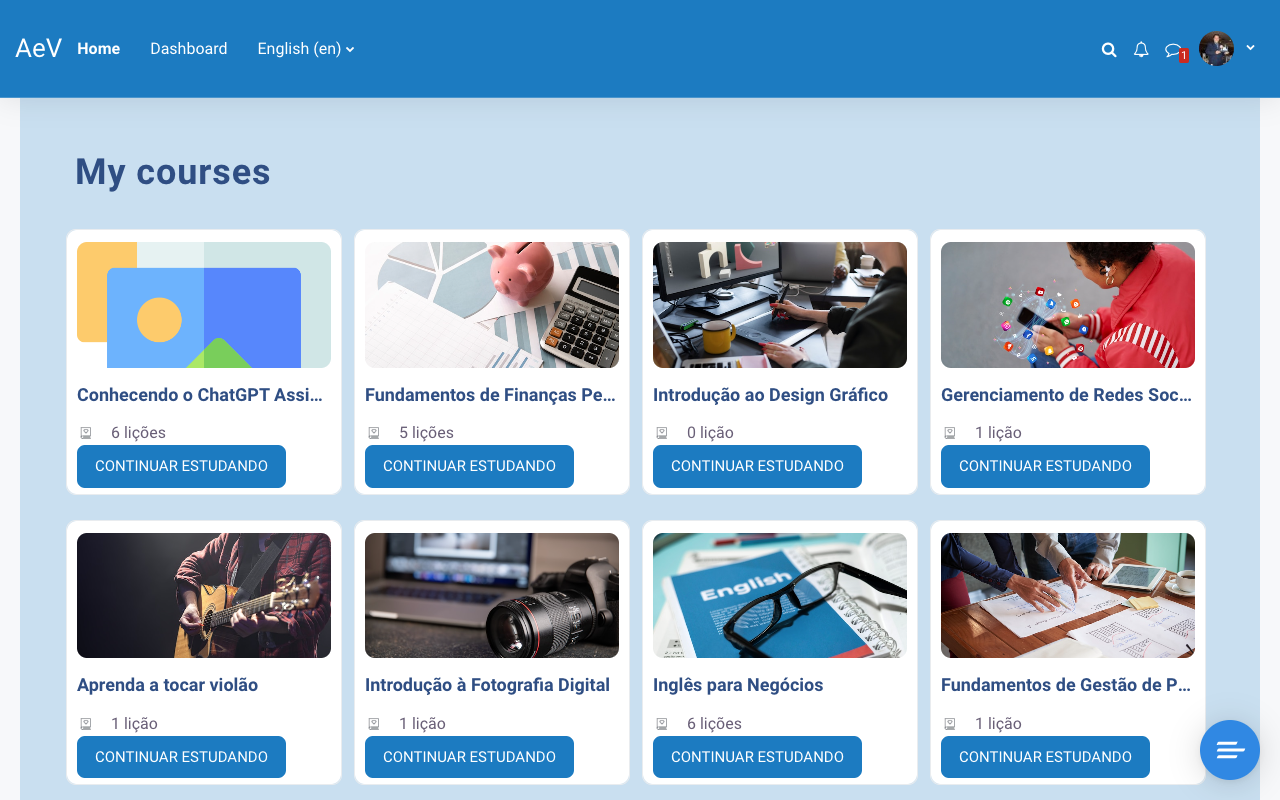 AeV Home Dashboard English (en)
1
My courses
Conhecendo o ChatGPT Assi...
6 lições
CONTINUAR ESTUDANDO
Fundamentos de Finanças Pe...
5 lições
CONTINUAR ESTUDANDO
Introdução ao Design Gráfico
0 lição
CONTINUAR ESTUDANDO
Gerenciamento de Redes Soc...
1 lição
CONTINUAR ESTUDANDO
Aprenda a tocar violão
1 lição
CONTINUAR ESTUDANDO
Introdução à Fotografia Digital
1 lição
CONTINUAR ESTUDANDO
English
Inglês para Negócios
6 lições
CONTINUAR ESTUDANDO
Fundamentos de Gestão de P...
1 lição
CONTINUAR ESTUDANDO